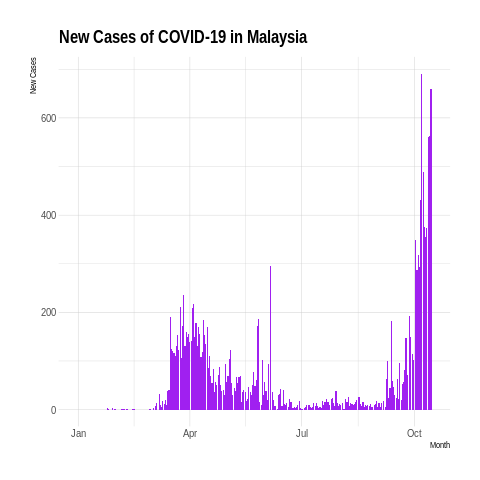 New Cases of COVID-19 in Malaysia
New Cases
600
400
200
0
Jan Apr Jul Oct
Month